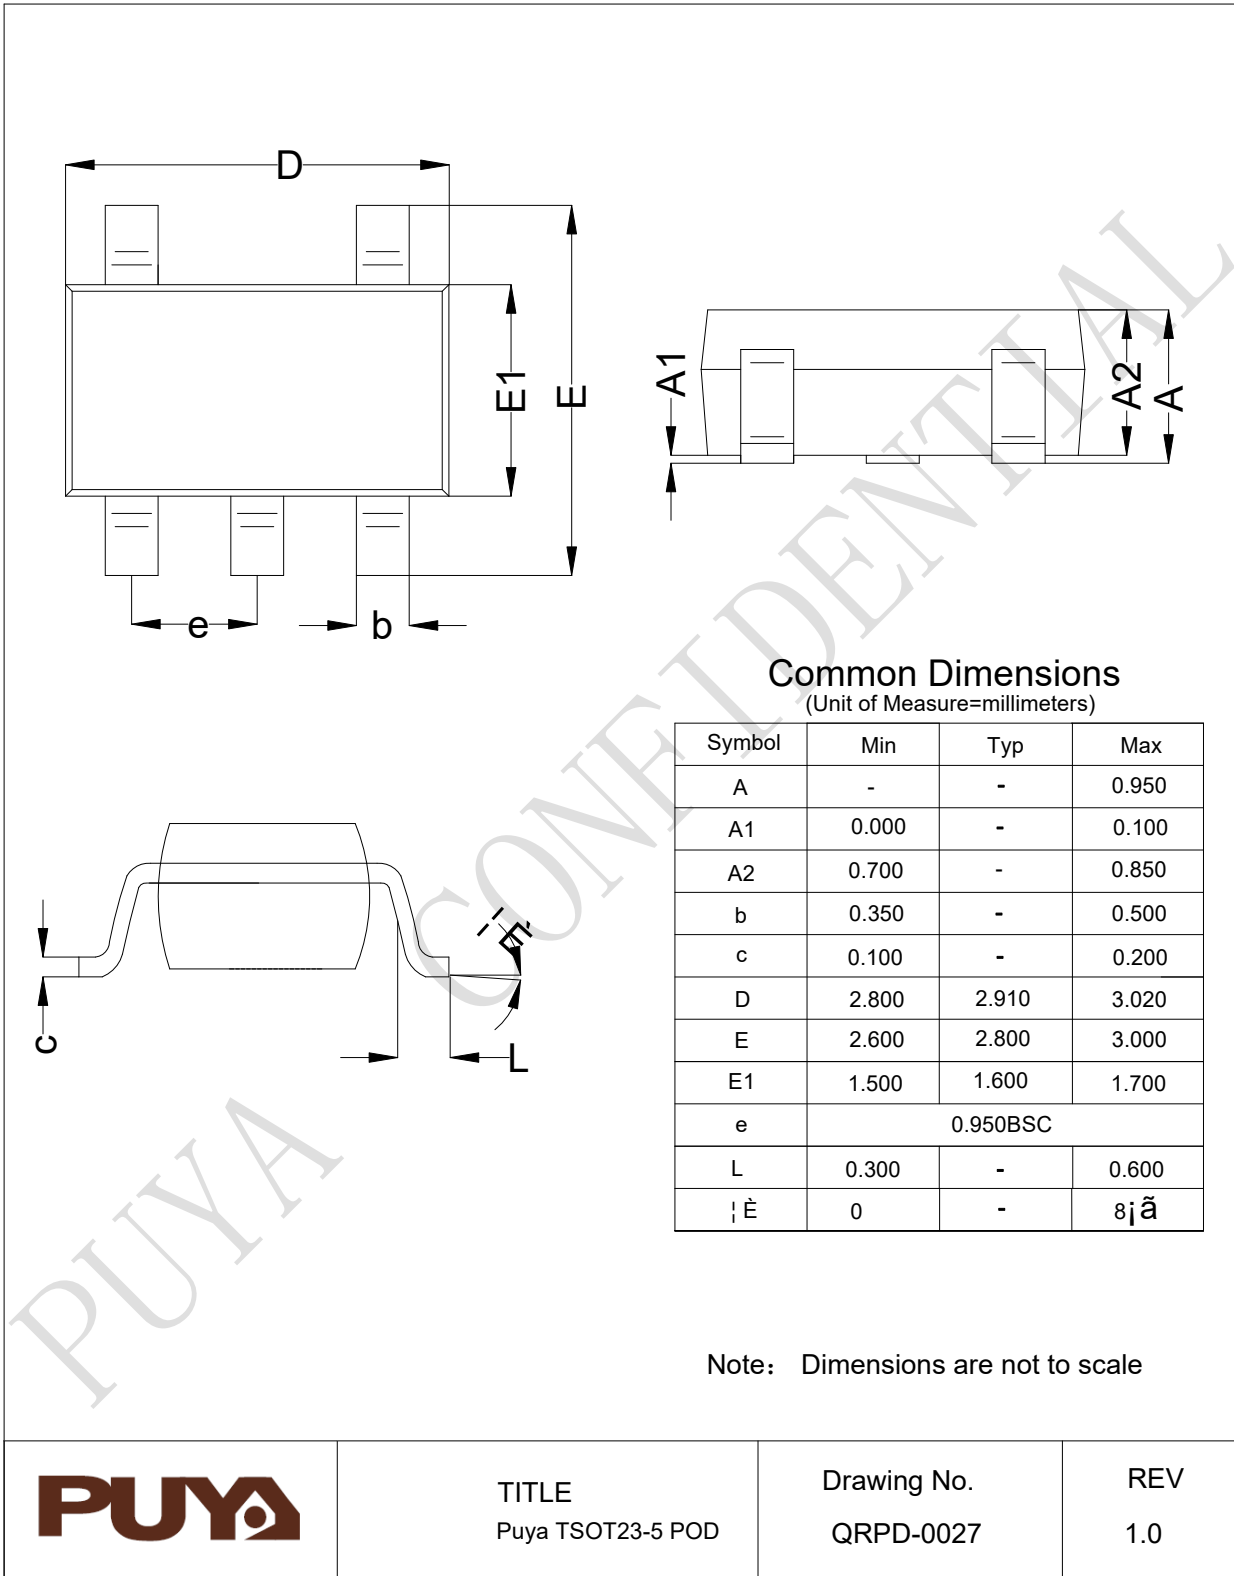 D
E1
E
A1
A2
A
e
b
Common Dimensions
(Unit of Measure=millimeters)
Symbol Min Typ Max
A - - 0.950
A1 0.000 - 0.100
A2 0.700 - 0.850
b 0.350 - 0.500
c 0.100 - 0.200
D 2.800 2.910 3.020
E 2.600 2.800 3.000
E1 1.500 1.600 1.700
e 0.950BSC
L 0.300 - 0.600
¦È 0 - 8¡ã
c
L
¦È
PUYA CONFIDENTIAL
Note： Dimensions are not to scale
PUYA
TITLE
Puya TSOT23-5 POD
Drawing No.
QRPD-0027
REV
1.0